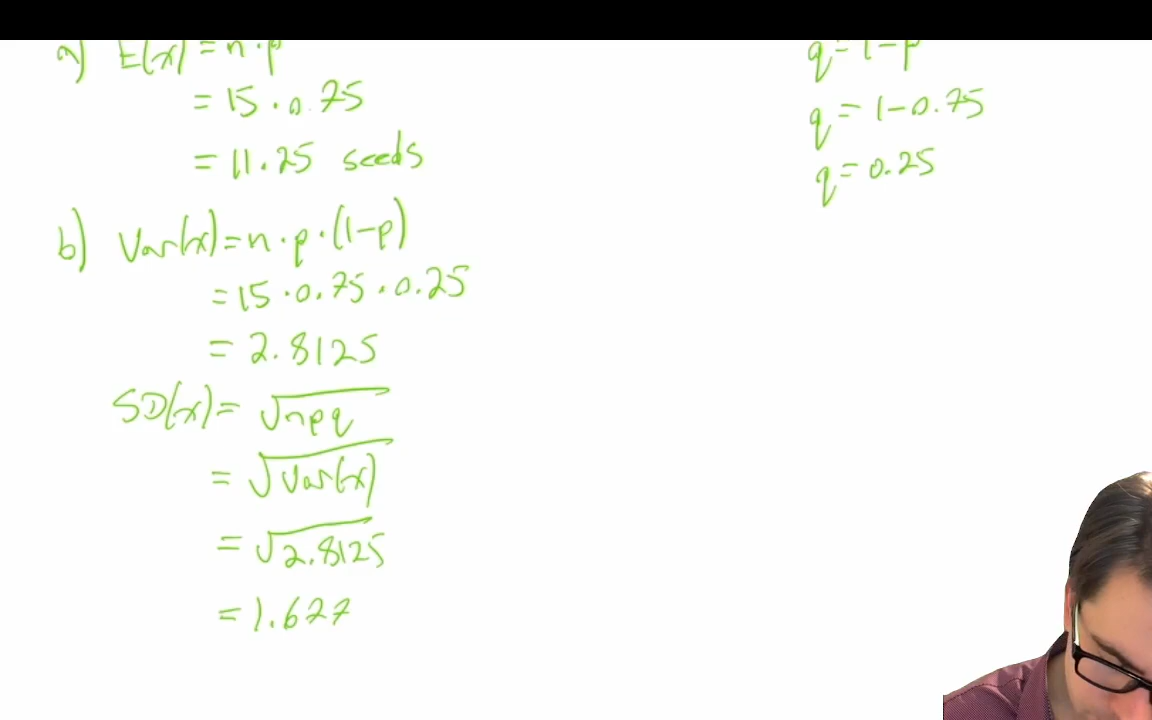 a) E(x) = n · p
= 15 · 0.75
= 11.25 seeds
b) Var(x) = n · p · (1-p)
= 15 · 0.75 · 0.25
= 2.8125
SD(x) = √npq
= √Var(x)
= √2.8125
= 1.677
q = 1-p
q = 1-0.75
q = 0.25